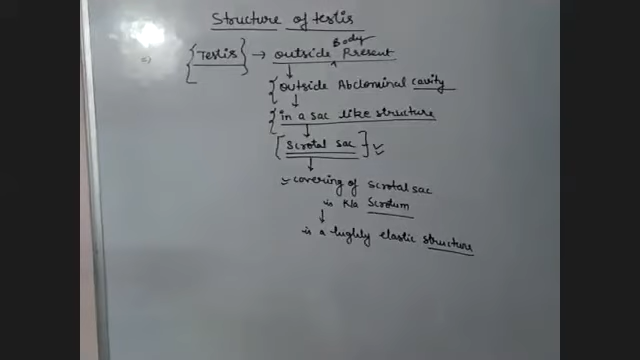 Structure of testis
⇒ {Testis} → outside Body Present
↓
{outside Abdominal cavity
↓
{in a sac like structure
↓
[Scrotal sac]
↓
covering of scrotal sac
is K/a Scrotum
↓
is a highly elastic structure